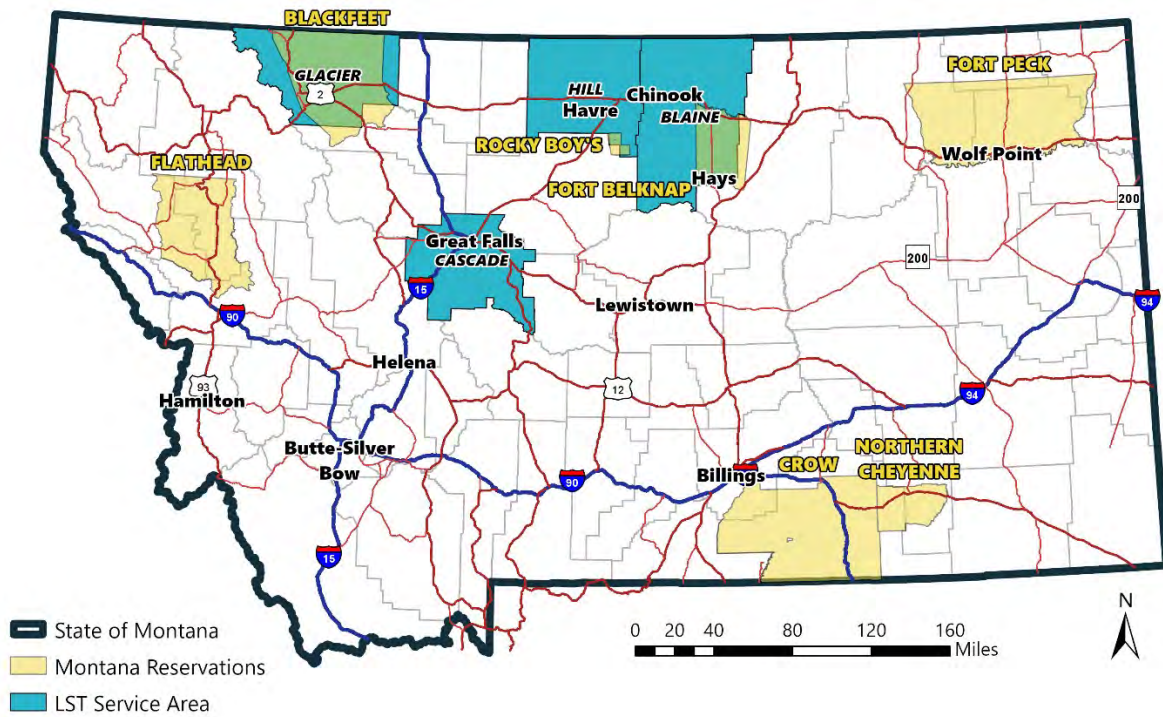 BLACKFEET
GLACIER
2
HILL
Havre
Chinook
BLAINE
FORT PECK
ROCKY BOY'S
Wolf Point
FLATHEAD
FORT BELKNAP
Hays
200
Great Falls
CASCADE
200
15
Lewistown
94
90
Helena
93
12
94
Hamilton
Butte-Silver
Bow
NORTHERN
CHEYENNE
CROW
Billings
90
15
State of Montana
Montana Reservations
LST Service Area
0 20 40 80 120 160
Miles
N